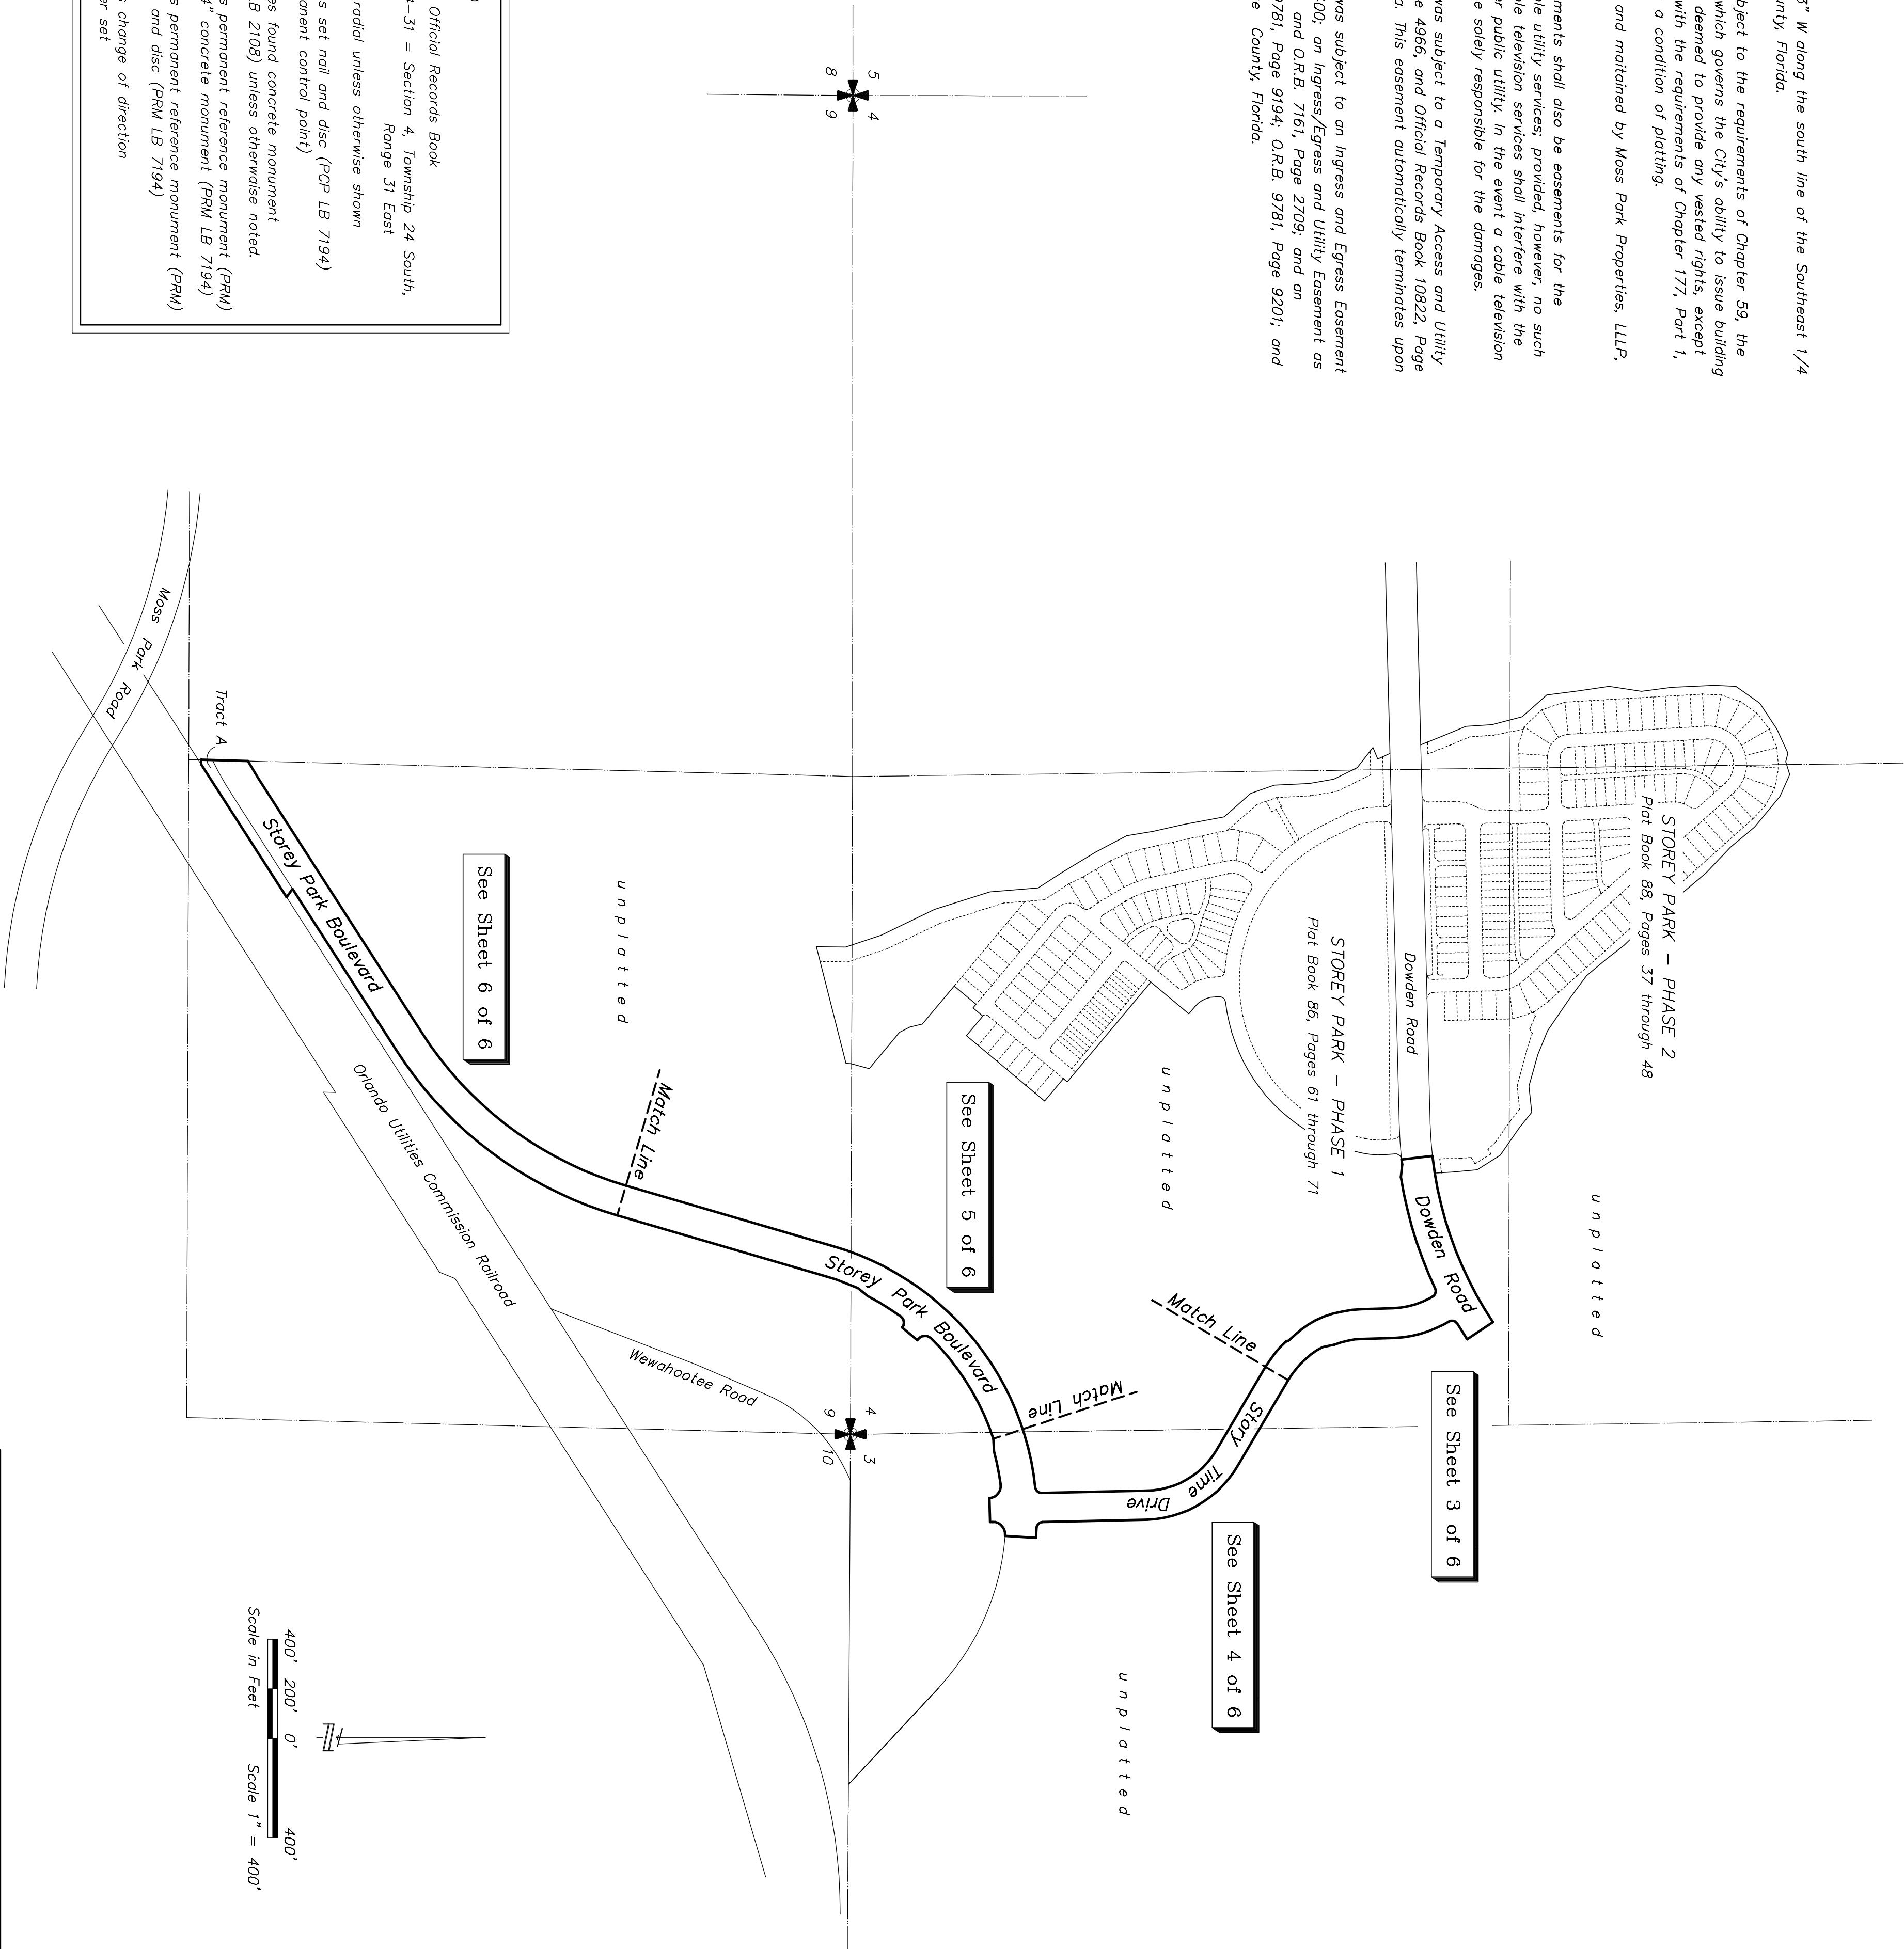 3" W along the south line of the Southeast 1/4
unty, Florida.
bject to the requirements of Chapter 59, the
which governs the City's ability to issue building
deemed to provide any vested rights, except
with the requirements of Chapter 177, Part 1,
a condition of platting.
and maitained by Moss Park Properties, LLLP,
ments shall also be easements for the
le utility services; provided, however, no such
le television services shall interfere with the
r public utility. In the event a cable television
e solely responsible for the damages.
was subject to a Temporary Access and Utility
e 4966, and Official Records Book 10822, Page
a. This easement automatically terminates upon
was subject to an Ingress and Egress Easement
500; an Ingress/Egress and Utility Easement as
and O.R.B. 7161, Page 2709; and an
9781, Page 9194; O.R.B. 9781, Page 9201; and
e County, Florida.
Official Records Book
4-31 = Section 4, Township 24 South,
Range 31 East
radial unless otherwise shown
s set nail and disc (PCP LB 7194)
anent control point)
es found concrete monument
B 2108) unless otherwaise noted.
s permanent reference monument (PRM)
4" concrete monument (PRM LB 7194)
s permanent reference monument (PRM)
and disc (PRM LB 7194)
s change of direction
er set
5 4
8 9
STOREY PARK – PHASE 2
Plat Book 88, Pages 37 through 48
Dowden Road
STOREY PARK – PHASE 1
Plat Book 86, Pages 61 through 71
unplatted
unplatted
unplatted
unplatted
Dowden Road
See Sheet 3 of 6
Match Line
Story Time Drive
See Sheet 4 of 6
Match Line
See Sheet 5 of 6
Storey Park Boulevard
4 3
9 10
Wewahootee Road
Match Line
See Sheet 6 of 6
Storey Park Boulevard
Orlando Utilities Commission Railroad
Tract A
Moss Park Road
400' 200' 0' 400'
Scale in Feet Scale 1" = 400'